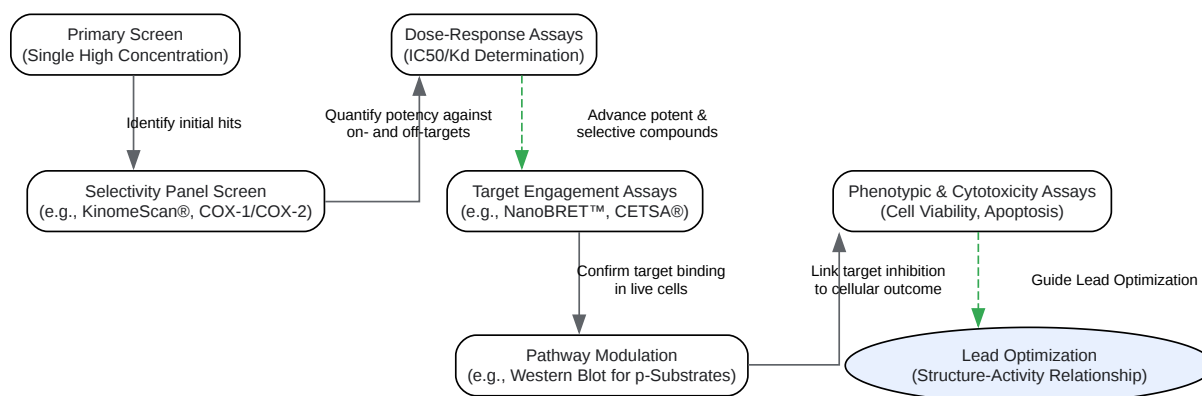 Primary Screen
(Single High Concentration)
Dose-Response Assays
(IC50/Kd Determination)
Identify initial hits
Quantify potency against
on- and off-targets
Advance potent &
selective compounds
Selectivity Panel Screen
(e.g., KinomeScan®, COX-1/COX-2)
Target Engagement Assays
(e.g., NanoBRET™, CETSA®)
Phenotypic & Cytotoxicity Assays
(Cell Viability, Apoptosis)
Confirm target binding
in live cells
Link target inhibition
to cellular outcome
Guide Lead Optimization
Pathway Modulation
(e.g., Western Blot for p-Substrates)
Lead Optimization
(Structure-Activity Relationship)